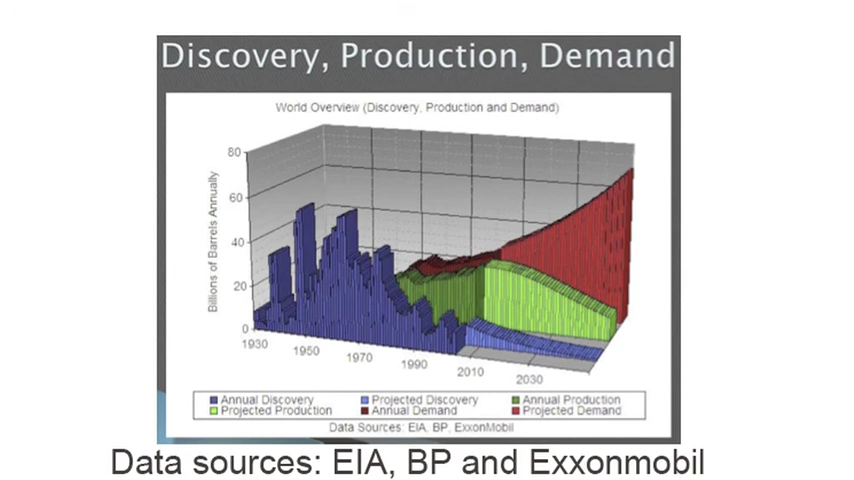 Discovery, Production, Demand
World Overview (Discovery, Production and Demand)
Billions of Barrels Annually
80
60
40
20
0
1930
1950
1970
1990
2010
2030
Annual Discovery Projected Discovery Annual Production
Projected Production Annual Demand Projected Demand
Data Sources: EIA, BP, ExxonMobil
Data sources: EIA, BP and Exxonmobil